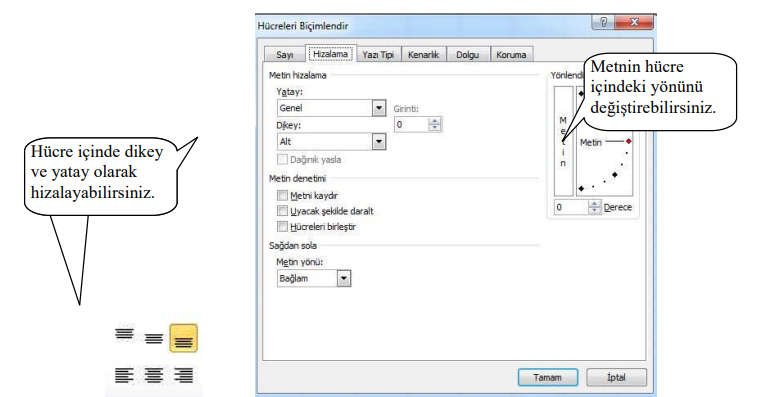 Hücreleri Biçimlendir
Sayı Hizalama Yazı Tipi Kenarlık Dolgu Koruma
Metin hizalama
Yatay:
Genel
Girinti:
Dikey:
0
Alt
Dağınık yasla
Metin denetimi
Metni kaydır
Uyacak şekilde daralt
Hücreleri birleştir
Sağdan sola
Metin yönü:
Bağlam
Yönlendi
Metin
Metin
0 Derece
Tamam İptal
Metnin hücre
içindeki yönünü
değiştirebilirsiniz.
Hücre içinde dikey
ve yatay olarak
hizalayabilirsiniz.